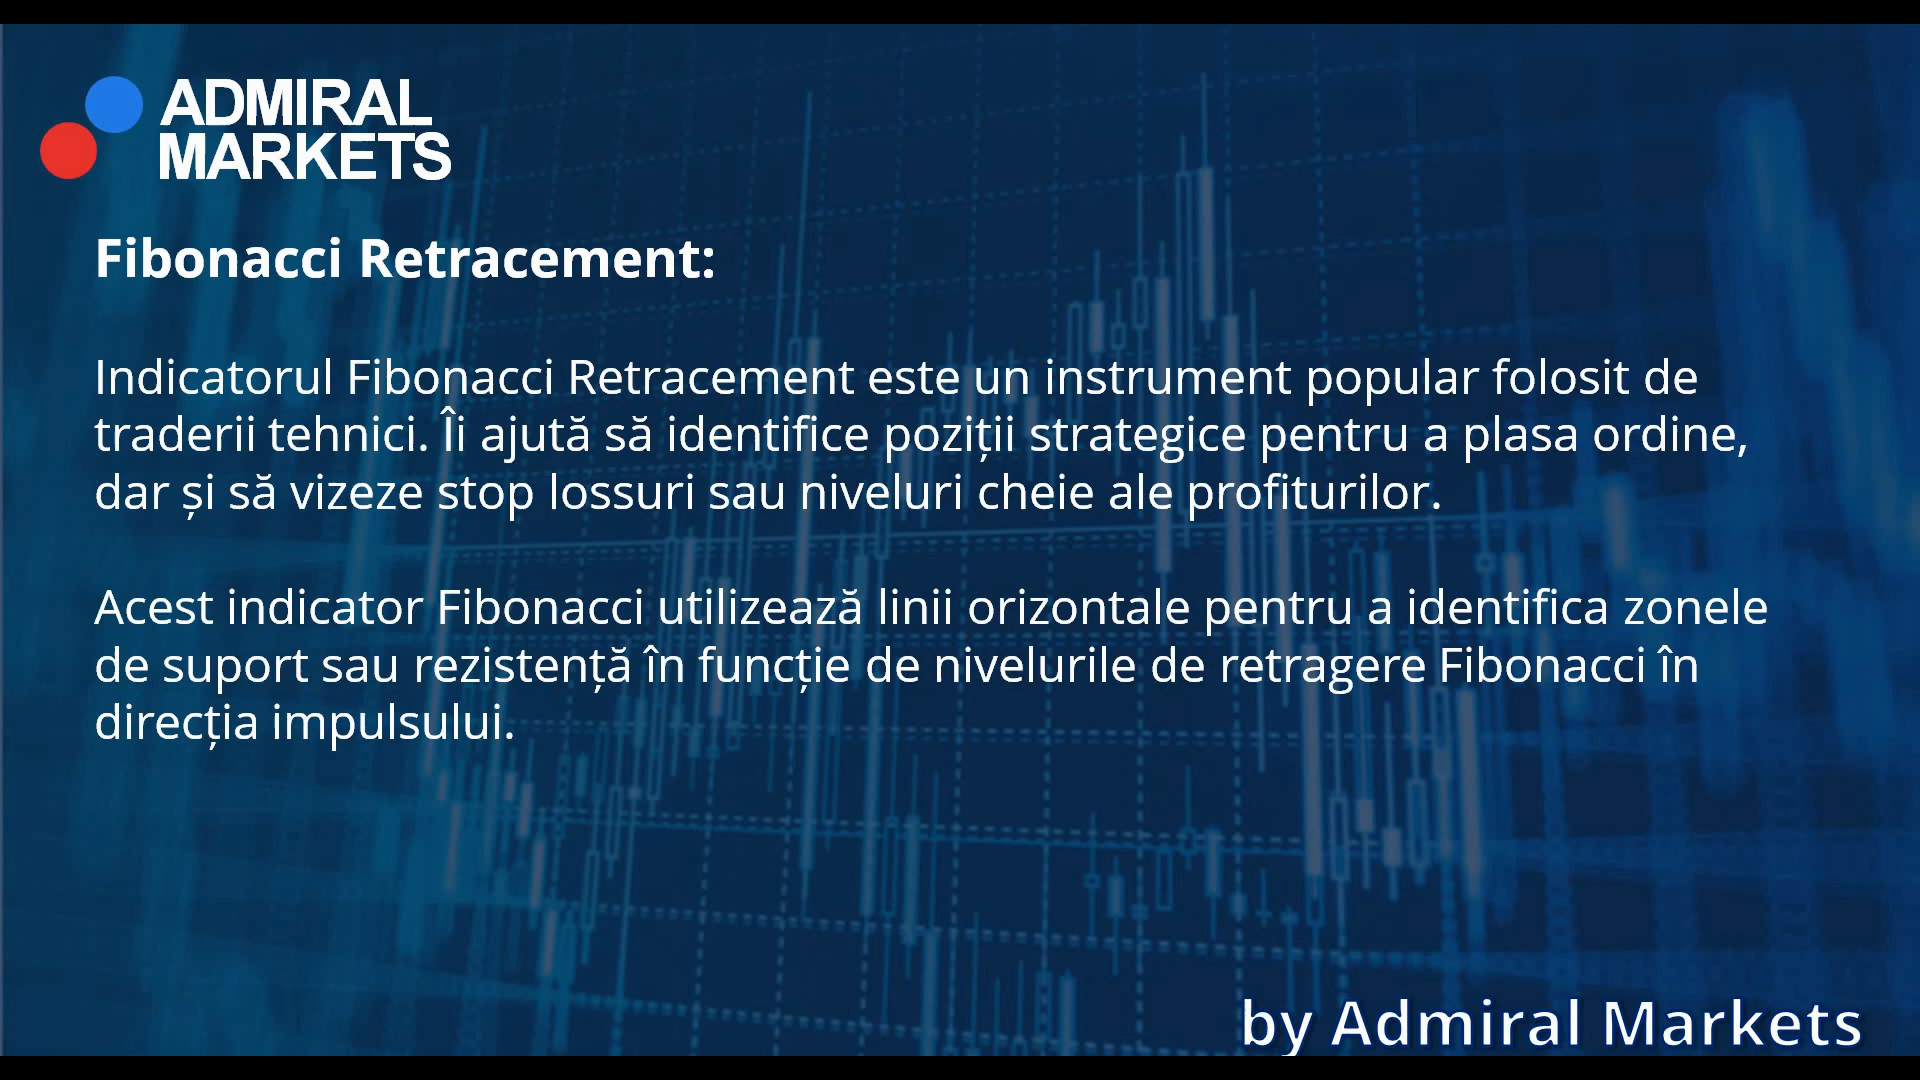 ADMIRAL
MARKETS
Fibonacci Retracement:
Indicatorul Fibonacci Retracement este un instrument popular folosit de
traderii tehnici. Îi ajută să identifice poziții strategice pentru a plasa ordine,
dar și să vizeze stop lossuri sau niveluri cheie ale profiturilor.
Acest indicator Fibonacci utilizează linii orizontale pentru a identifica zonele
de suport sau rezistență în funcție de nivelurile de retragere Fibonacci în
direcția impulsului.
by Admiral Markets